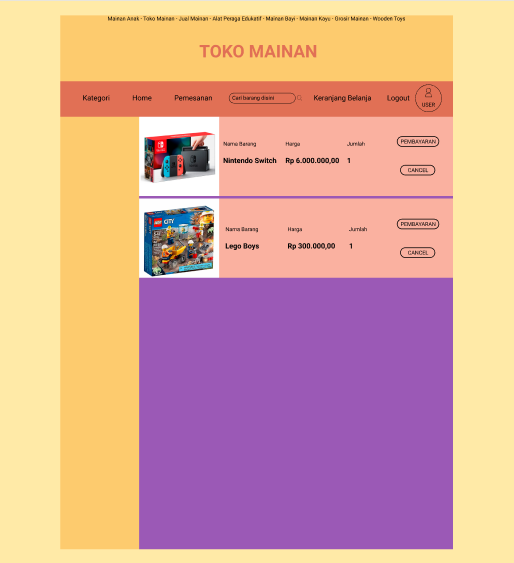 Mainan Anak - Toko Mainan - Jual Mainan - Alat Peraga Edukatif - Mainan Bayi - Mainan Kayu - Grosir Mainan - Wooden Toys
TOKO MAINAN
Kategori Home Pemesanan Cari barang disini Keranjang Belanja Logout USER
Nama Barang Harga Jumlah PEMBAYARAN
Nintendo Switch Rp 6.000.000,00 1
CANCEL
LEGO CITY
Nama Barang Harga Jumlah PEMBAYARAN
Lego Boys Rp 300.000,00 1
CANCEL